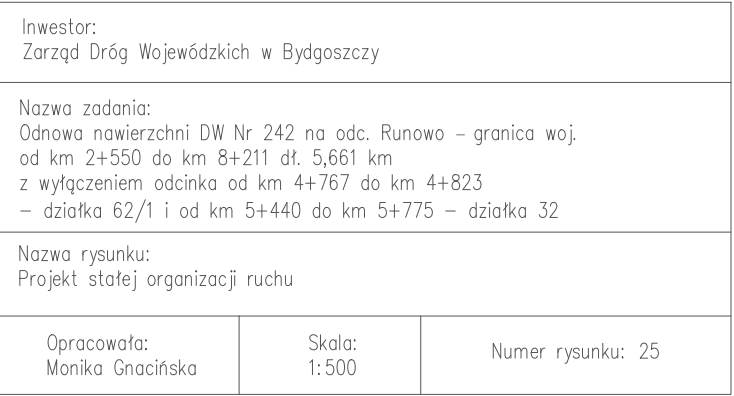 Inwestor:
Zarząd Dróg Wojewódzkich w Bydgoszczy
Nazwa zadania:
Odnowa nawierzchni DW Nr 242 na odc. Runowo – granica woj.
od km 2+550 do km 8+211 dł. 5,661 km
z wyłączeniem odcinka od km 4+767 do km 4+823
– działka 62/1 i od km 5+440 do km 5+775 – działka 32
Nazwa rysunku:
Projekt stałej organizacji ruchu
Opracowała:
Monika Gnacińska
Skala:
1:500
Numer rysunku: 25